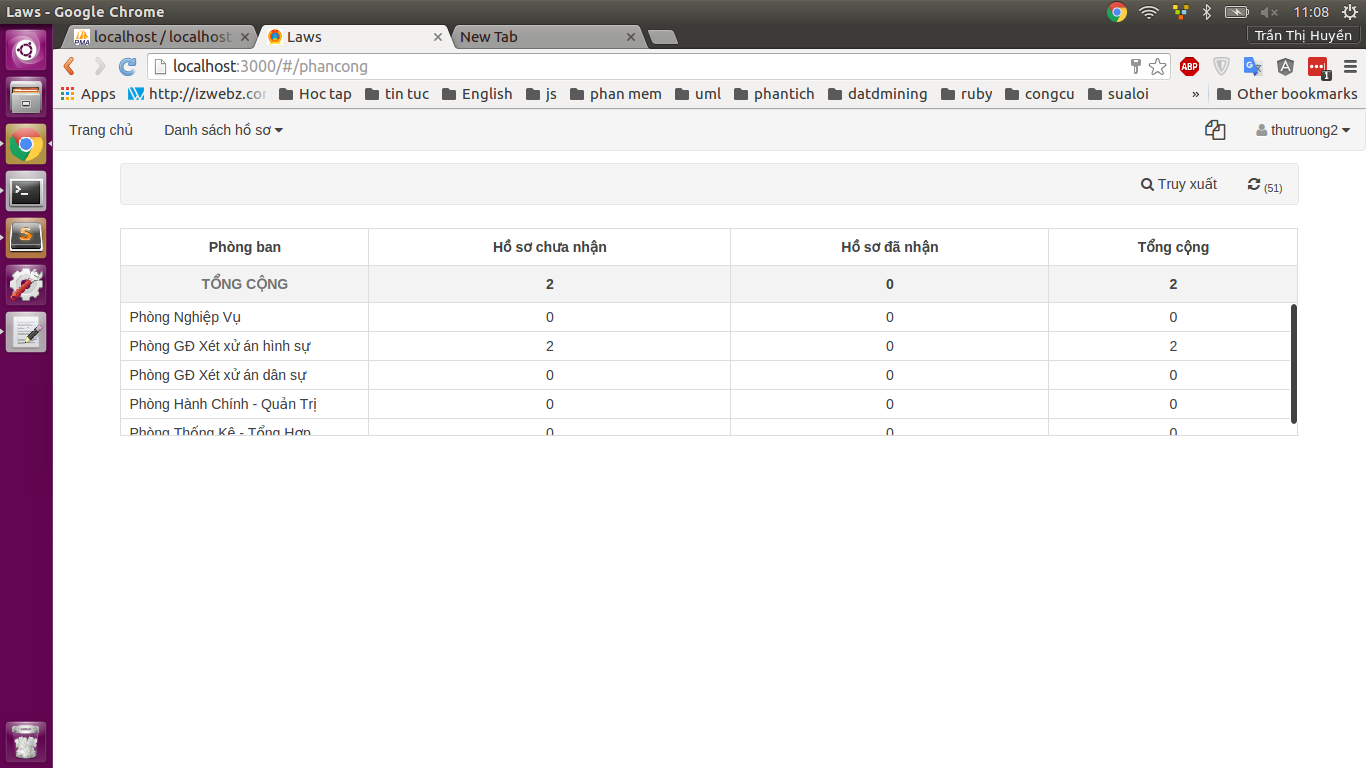 Laws - Google Chrome
11:08
localhost / localhost
Laws
New Tab
Trần Thị Huyền
localhost:3000/#/phancong
ABP
1
Apps
http://izwebz.com
Hoc tap
tin tuc
English
js
phan mem
uml
phantich
datdmining
ruby
congcu
sualoi
»
Other bookmarks
Trang chủ
Danh sách hồ sơ
thutruong2
Truy xuất
(51)
Phòng ban Hồ sơ chưa nhận Hồ sơ đã nhận Tổng cộng
TỔNG CỘNG 2 0 2
Phòng Nghiệp Vụ 0 0 0
Phòng GĐ Xét xử án hình sự 2 0 2
Phòng GĐ Xét xử án dân sự 0 0 0
Phòng Hành Chính - Quản Trị 0 0 0
Phòng Thống Kê - Tổng Hợp 0 0 0